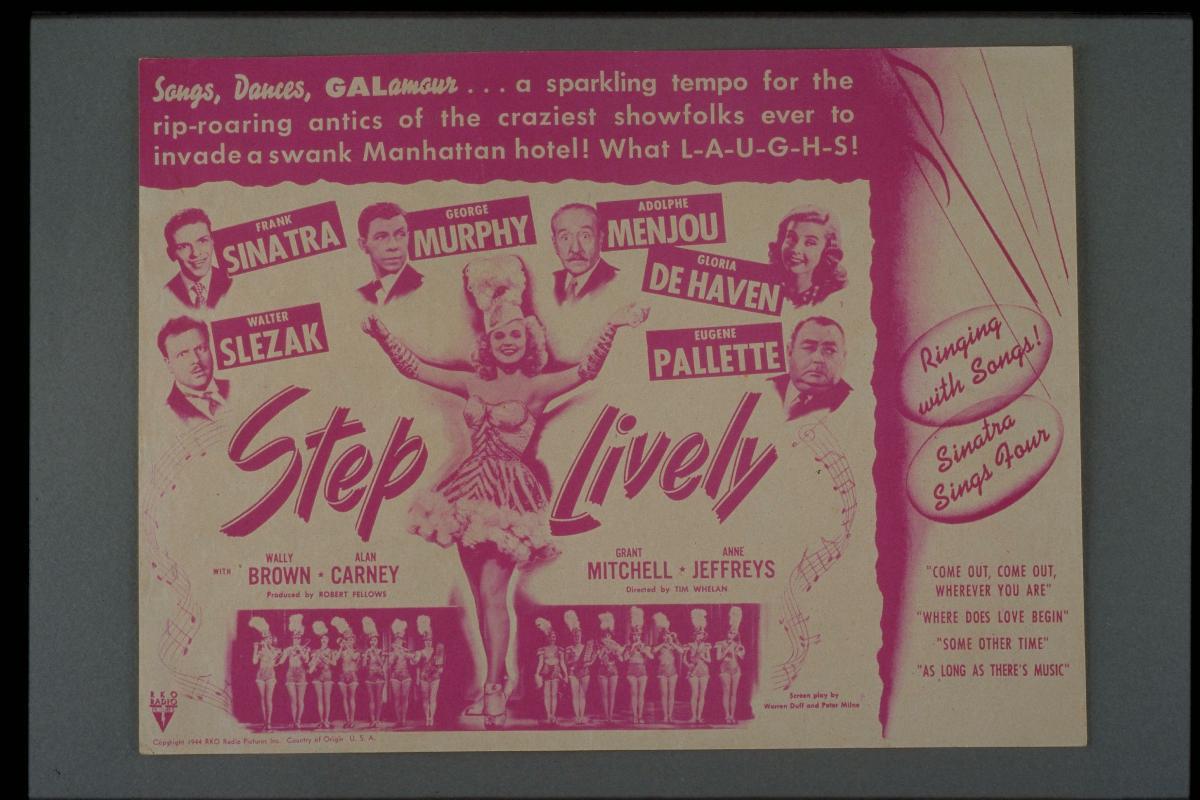 Songs, Dances, GALamour ... a sparkling tempo for the
rip-roaring antics of the craziest showfolks ever to
invade a swank Manhattan hotel! What L-A-U-G-H-S!
FRANK
SINATRA
GEORGE
MURPHY
ADOLPHE
MENJOU
GLORIA
DE HAVEN
WALTER
SLEZAK
EUGENE
PALLETTE
Step Lively
WITH
WALLY
BROWN ★
ALAN
CARNEY
Produced by ROBERT FELLOWS
GRANT
MITCHELL ★
ANNE
JEFFREYS
Directed by TIM WHELAN
Screen play by
Warren Duff and Peter Milne
RKO
RADIO
Copyright 1944 RKO Radio Pictures Inc. Country of Origin U. S. A.
Ringing
with Songs!
Sinatra
Sings Four
"COME OUT, COME OUT,
WHEREVER YOU ARE"
"WHERE DOES LOVE BEGIN"
"SOME OTHER TIME"
"AS LONG AS THERE'S MUSIC"